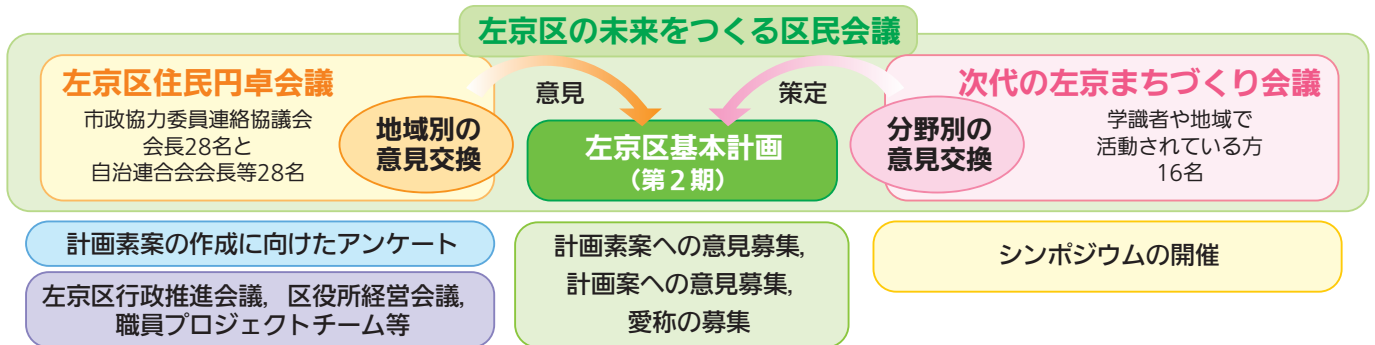 左京区の未来をつくる区民会議
左京区住民円卓会議
市政協力委員連絡協議会
会長28名と
自治連合会会長等28名
地域別の
意見交換
意見
策定
左京区基本計画
（第２期）
分野別の
意見交換
次代の左京まちづくり会議
学識者や地域で
活動されている方
16名
計画素案の作成に向けたアンケート
左京区行政推進会議，区役所経営会議，
職員プロジェクトチーム等
計画素案への意見募集，
計画案への意見募集，
愛称の募集
シンポジウムの開催